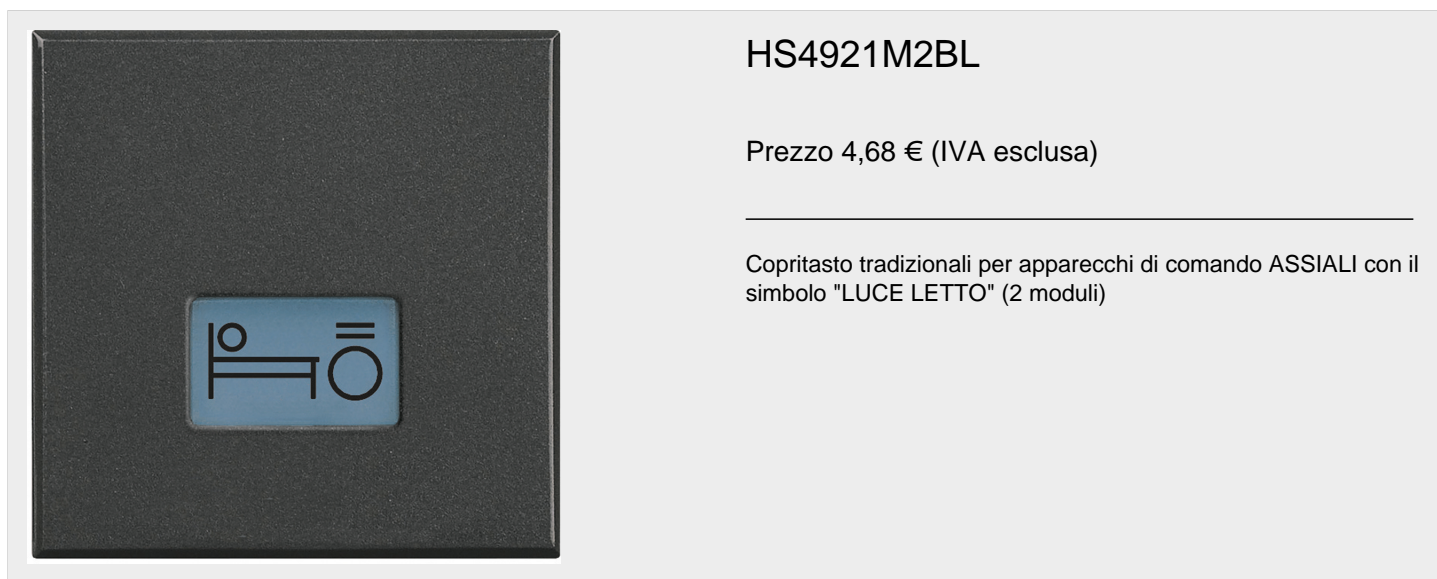 HS4921M2BL
Prezzo 4,68 € (IVA esclusa)
Copritasto tradizionali per apparecchi di comando ASSIALI con il
simbolo "LUCE LETTO" (2 moduli)